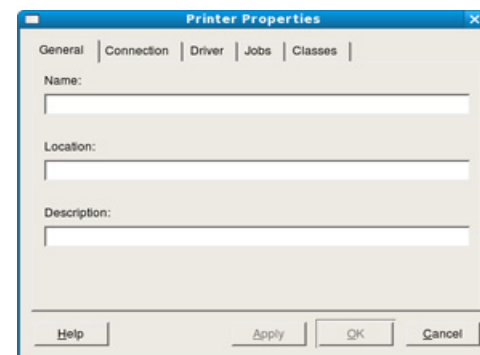 Printer Properties
General Connection Driver Jobs Classes
Name:
Location:
Description:
Help Apply OK Cancel